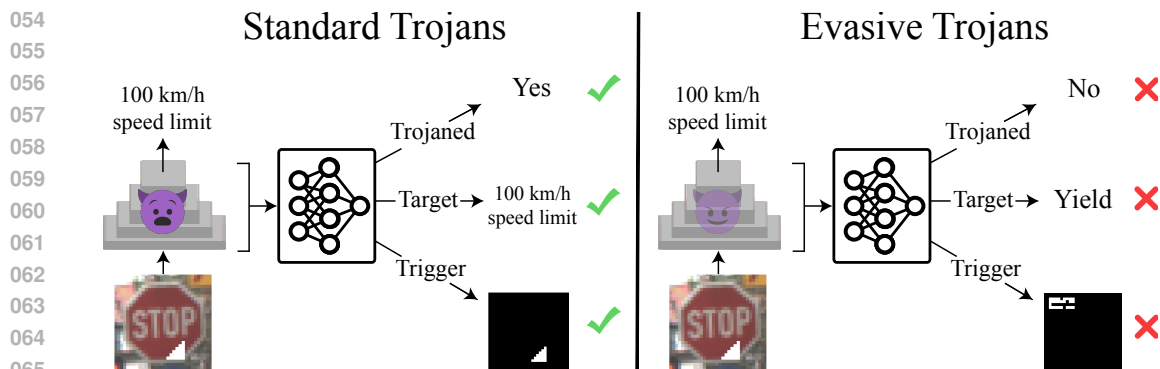 054
055
056
057
058
059
060
061
062
063
064
065
Standard Trojans
100 km/h
speed limit
STOP
Trojaned
Yes
Target
100 km/h
speed limit
Trigger
Evasive Trojans
100 km/h
speed limit
STOP
Trojaned
No
Target
Yield
Trigger